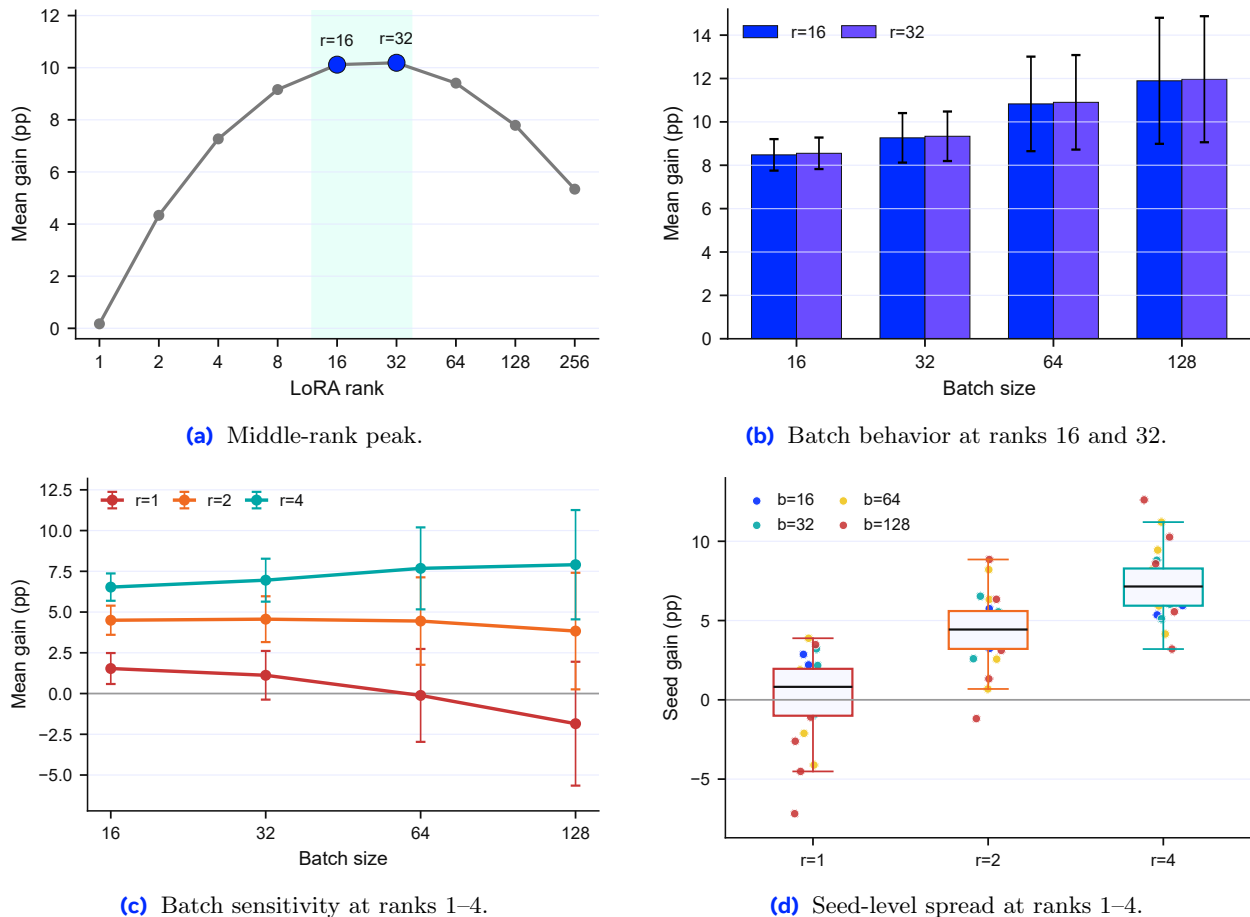 12
10
8
6
4
2
0
Mean gain (pp)
r=16
r=32
1 2 4 8 16 32 64 128 256
LoRA rank
(a) Middle-rank peak.
14
12
10
8
6
4
2
0
Mean gain (pp)
r=16 r=32
16 32 64 128
Batch size
(b) Batch behavior at ranks 16 and 32.
12.5
10.0
7.5
5.0
2.5
0.0
−2.5
−5.0
Mean gain (pp)
r=1 r=2 r=4
16 32 64 128
Batch size
(c) Batch sensitivity at ranks 1–4.
10
5
0
−5
Seed gain (pp)
b=16 b=64
b=32 b=128
r=1 r=2 r=4
(d) Seed-level spread at ranks 1–4.